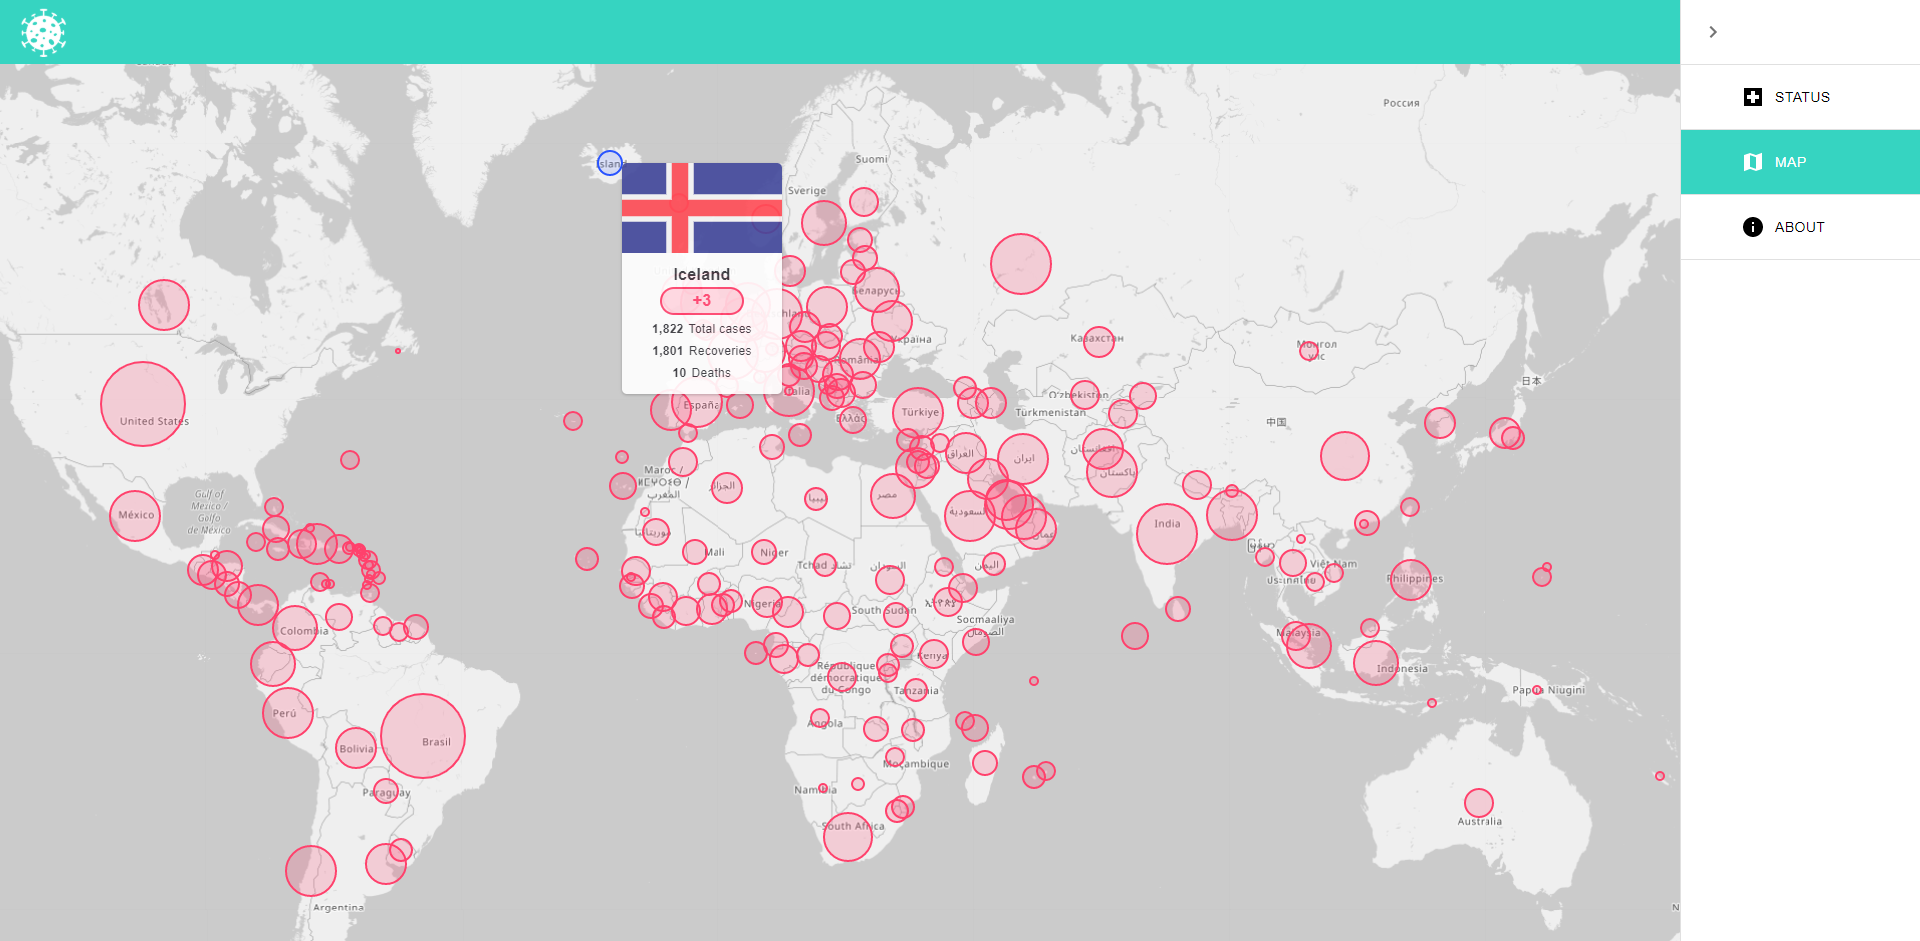 STATUS
MAP
ABOUT
Россия
Suomi
Sverige
Iceland
+3
1,822 Total cases
1,801 Recoveries
10 Deaths
Беларусь
Україна
România
Italia
España
Ελλάς
Türkiye
Казахстан
Монгол
улс
O'zbekiston
Türkmenistan
日本
中国
افغانستان
پاکستان
ایران
العراق
السعودية
عمان
اليمن
مصر
ليبيا
الجزائر
Maroc /
ⵍⵎⵖⵔⵉⴱ /
المغرب
موريتانيا
Mali
Niger
Tchad تشاد
السودان
Nigeria
South Sudan
Soomaaliya
الصومال
Kenya
République
démocratique
du Congo
Tanzania
Angola
Moçambique
Namibia
South Africa
India
Việt Nam
ประเทศไทย
Philippines
Malaysia
Indonesia
Papua Niugini
Australia
United States
México
Gulf of
Mexico /
Golfo
de México
Colombia
Perú
Brasil
Bolivia
Paraguay
Argentina